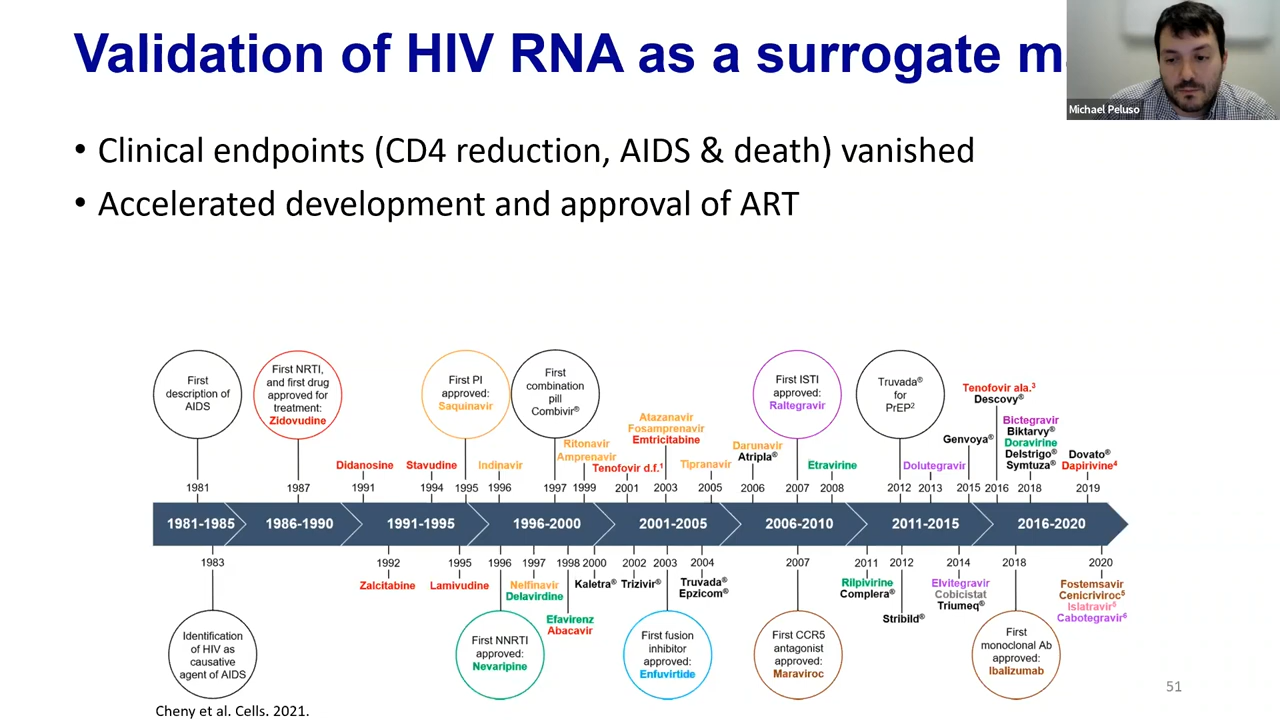 Validation of HIV RNA as a surrogate m
Michael Peluso
• Clinical endpoints (CD4 reduction, AIDS & death) vanished
• Accelerated development and approval of ART
First
description of
AIDS
First NRTI,
and first drug
approved for
treatment:
Zidovudine
First PI
approved:
Saquinavir
First
combination
pill
Combivir®
First ISTI
approved:
Raltegravir
Truvada®
for
PrEP²
Didanosine
Stavudine
Indinavir
Ritonavir
Amprenavir
Tenofovir d.f.¹
Atazanavir
Fosamprenavir
Emtricitabine
Tipranavir
Darunavir
Atripla®
Etravirine
Dolutegravir
Genvoya®
Tenofovir ala.³
Descovy®
Bictegravir
Biktarvy®
Doravirine
Delstrigo®
Symtuza®
Dovato®
Dapirivine⁴
1981 1987 1991 1994 1995 1996 1997 1999 2001 2003 2005 2006 2007 2008 2012 2013 2015 2016 2018 2019
1981-1985 1986-1990 1991-1995 1996-2000 2001-2005 2006-2010 2011-2015 2016-2020
1983 1992 1995 1996 1997 1998 2000 2002 2003 2004 2007 2011 2012 2014 2018 2020
Zalcitabine
Lamivudine
Nelfinavir
Delavirdine
Efavirenz
Abacavir
Kaletra®
Trizivir®
Truvada®
Epzicom®
Rilpivirine
Complera®
Stribild®
Elvitegravir
Cobicistat
Triumeq®
Fostemsavir
Cenicriviroc⁵
Islatravir⁵
Cabotegravir⁶
Identification
of HIV as
causative
agent of AIDS
First NNRTI
approved:
Nevaripine
First fusion
inhibitor
approved:
Enfuvirtide
First CCR5
antagonist
approved:
Maraviroc
First
monoclonal Ab
approved:
Ibalizumab
51
Cheny et al. Cells. 2021.